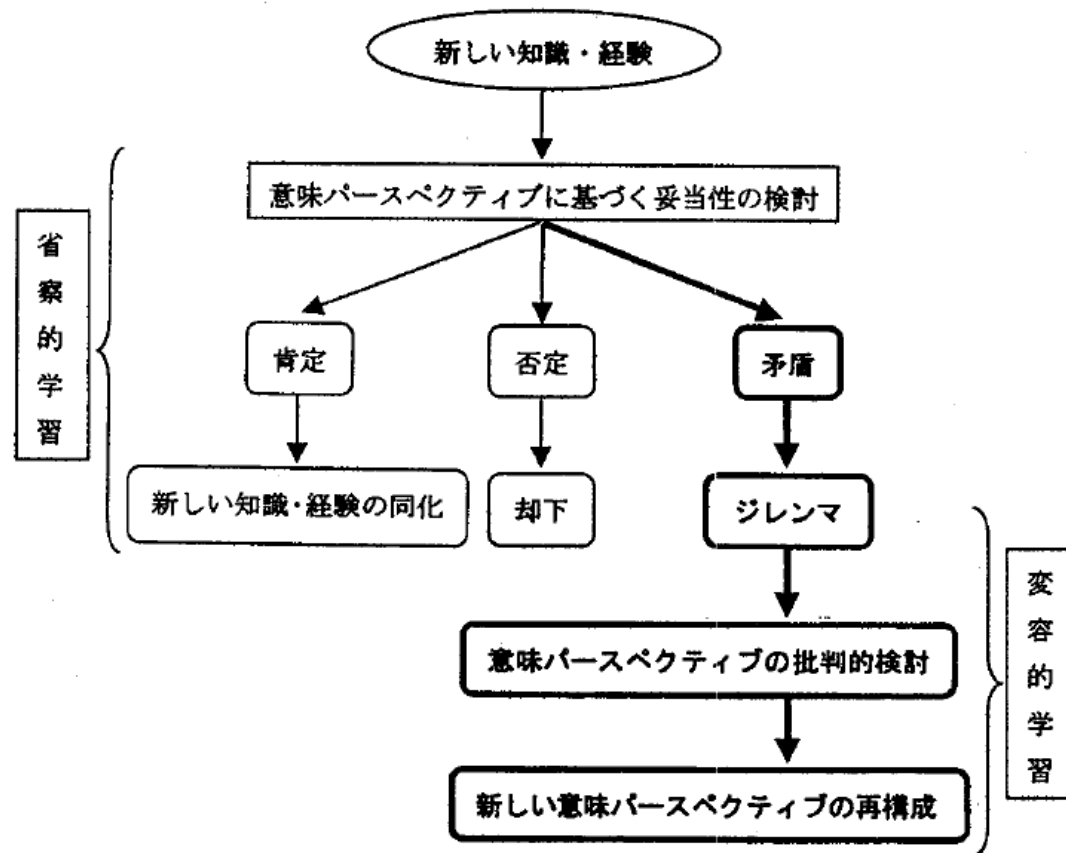 新しい知識・経験
意味パースペクティブに基づく妥当性の検討
省察的学習
肯定
否定
矛盾
新しい知識・経験の同化
却下
ジレンマ
変容的学習
意味パースペクティブの批判的検討
新しい意味パースペクティブの再構成